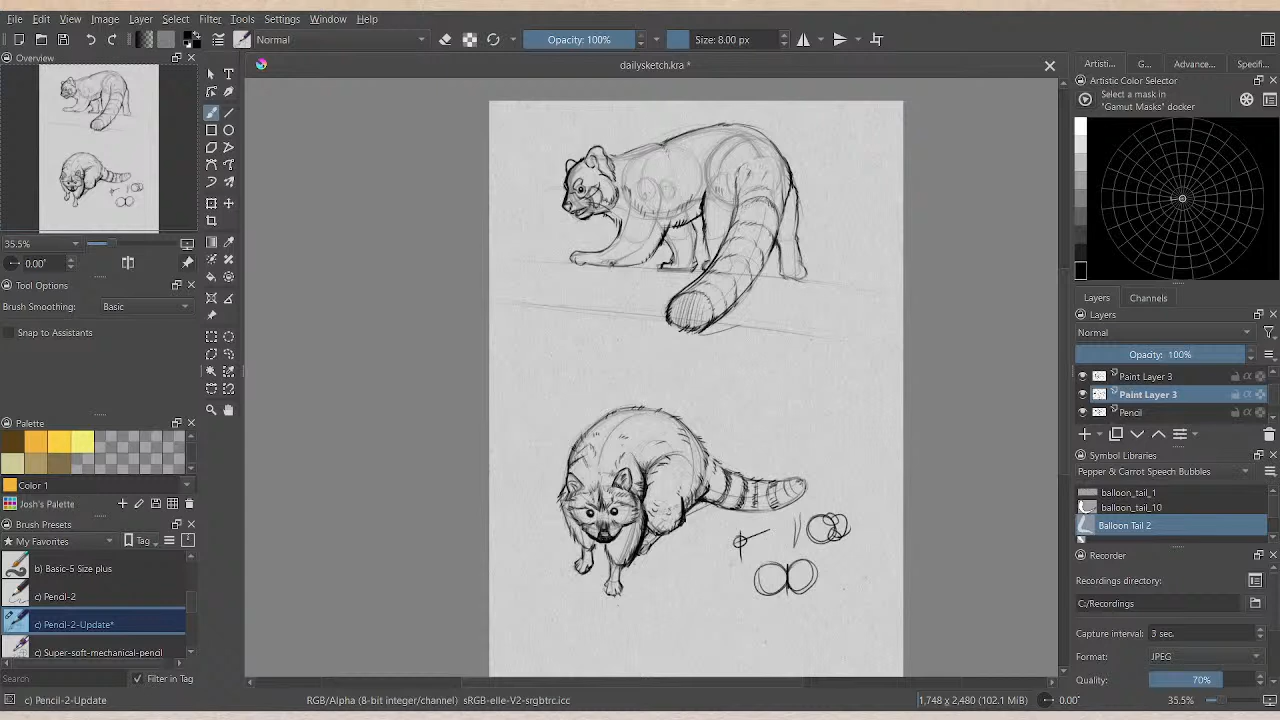 File Edit View Image Layer Select Filter Tools Settings Window Help
Normal Opacity: 100% Size: 8.00 px
Overview
dailysketch.kra *
Artisti... G... Advance... Specifi...
Artistic Color Selector
Select a mask in
"Gamut Masks" docker
35.5%
0.00°
Tool Options
Brush Smoothing: Basic
Snap to Assistants
Palette
Color 1
Josh's Palette
Brush Presets
My Favorites Tag
b) Basic-5 Size plus
c) Pencil-2
c) Pencil-2-Update*
c) Super-soft-mechanical-pencil
Search Filter in Tag
Layers Channels
Layers
Normal
Opacity: 100%
Paint Layer 3
Paint Layer 3
Pencil
Symbol Libraries
Pepper & Carrot Speech Bubbles
balloon_tail_1
balloon_tail_10
Balloon Tail 2
Recorder
Recordings directory:
C:/Recordings
Capture interval: 3 sec.
Format: JPEG
Quality: 70%
c) Pencil-2-Update RGB/Alpha (8-bit integer/channel) sRGB-elle-V2-srgbtrc.icc 1,748 x 2,480 (102.1 MiB) 0.00° 35.5%